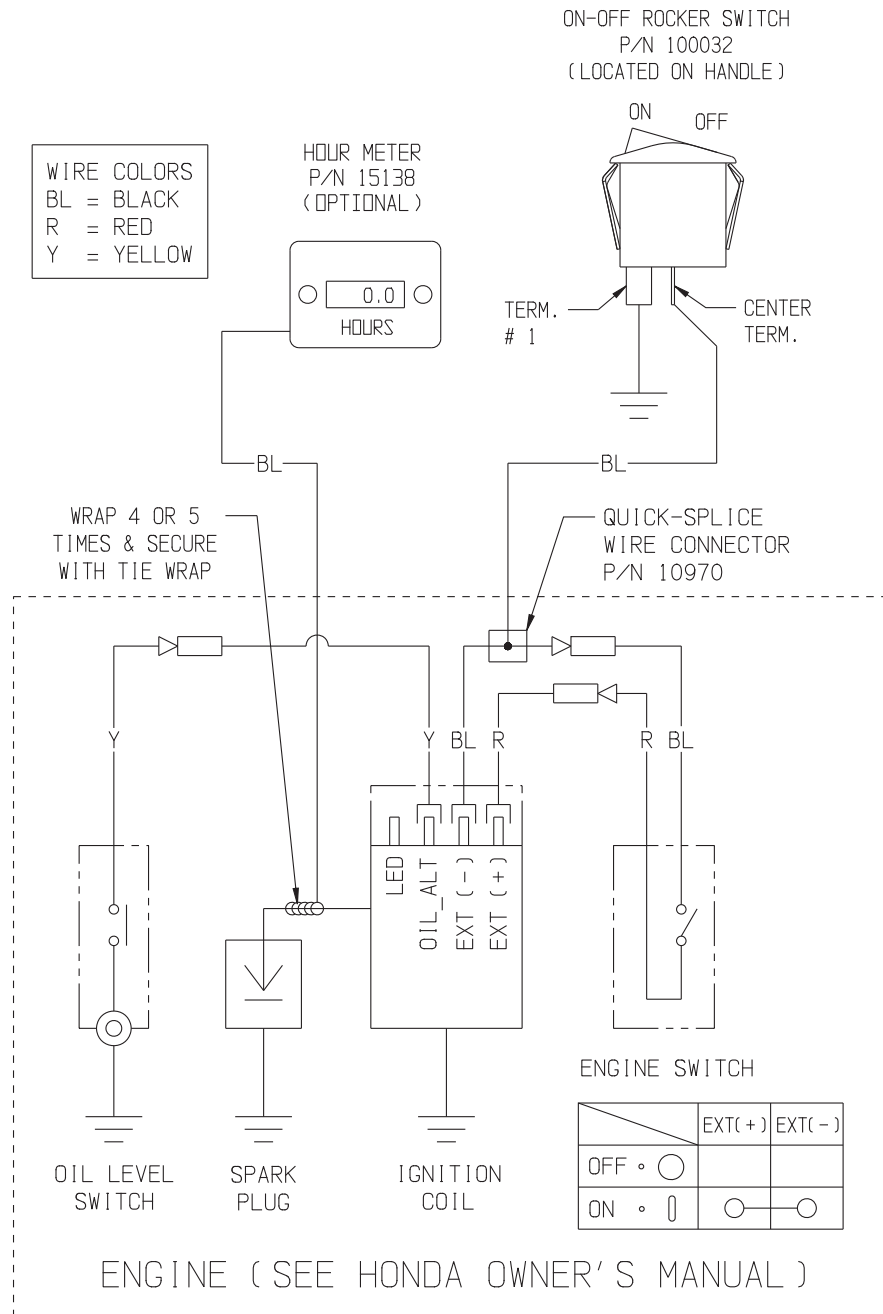 ON-OFF ROCKER SWITCH
P/N 100032
(LOCATED ON HANDLE)
ON
OFF
WIRE COLORS
BL = BLACK
R = RED
Y = YELLOW
HOUR METER
P/N 15138
(OPTIONAL)
0.0
HOURS
TERM.
# 1
CENTER
TERM.
BL
BL
WRAP 4 OR 5
TIMES & SECURE
WITH TIE WRAP
QUICK-SPLICE
WIRE CONNECTOR
P/N 10970
Y
Y
BL
R
R
BL
LED
OIL_ALT
EXT (-)
EXT (+)
ENGINE SWITCH
EXT(+) EXT(-)
OFF
ON
OIL LEVEL
SWITCH
SPARK
PLUG
IGNITION
COIL
ENGINE (SEE HONDA OWNER'S MANUAL)